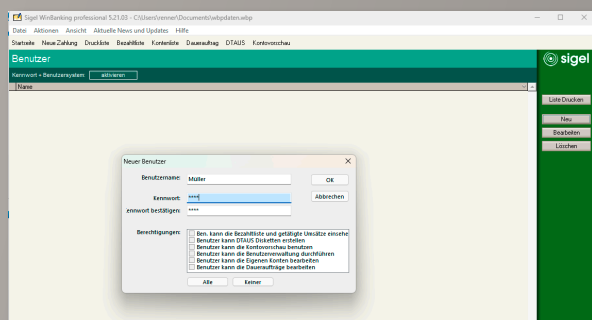 Sigel WinBanking professional 5.21.03 - C:\Users\renner\Documents\wbpdaten.wbp
Datei Aktionen Ansicht Aktuelle News und Updates Hilfe
Startseite Neue Zahlung Druckliste Bezahlliste Kontenliste Dauerauftrag DTAUS Kontovorschau
Benutzer
sigel
Kennwort + Benutzersystem aktivieren
Name
Liste Drucken
Neu
Bearbeiten
Löschen
Neuer Benutzer
Benutzername: Müller OK
Kennwort: **** Abbrechen
Kennwort bestätigen: ****
Berechtigungen: Ben. kann die Bezahlliste und getätigte Umsätze einsehe
Benutzer kann DTAUS Disketten erstellen
Benutzer kann die Kontovorschau benutzen
Benutzer kann die Benutzerverwaltung durchführen
Benutzer kann die Eigenen Konten bearbeiten
Benutzer kann die Daueraufträge bearbeiten
Alle Keiner